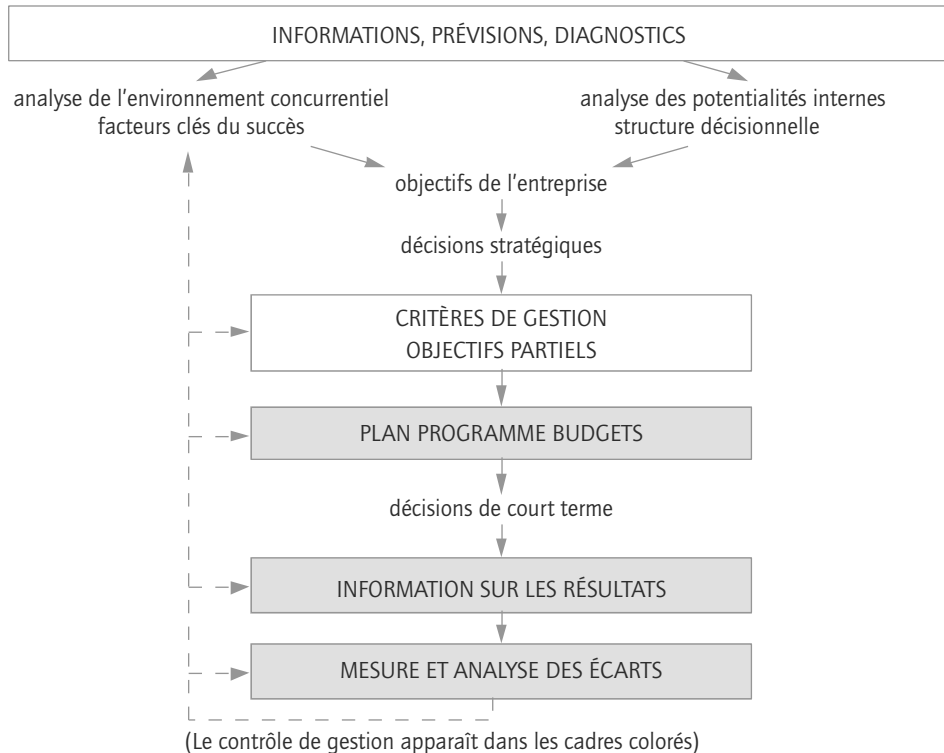 INFORMATIONS, PRÉVISIONS, DIAGNOSTICS
analyse de l’environnement concurrentiel
facteurs clés du succès
analyse des potentialités internes
structure décisionnelle
objectifs de l’entreprise
décisions stratégiques
CRITÈRES DE GESTION
OBJECTIFS PARTIELS
PLAN PROGRAMME BUDGETS
décisions de court terme
INFORMATION SUR LES RÉSULTATS
MESURE ET ANALYSE DES ÉCARTS
(Le contrôle de gestion apparaît dans les cadres colorés)